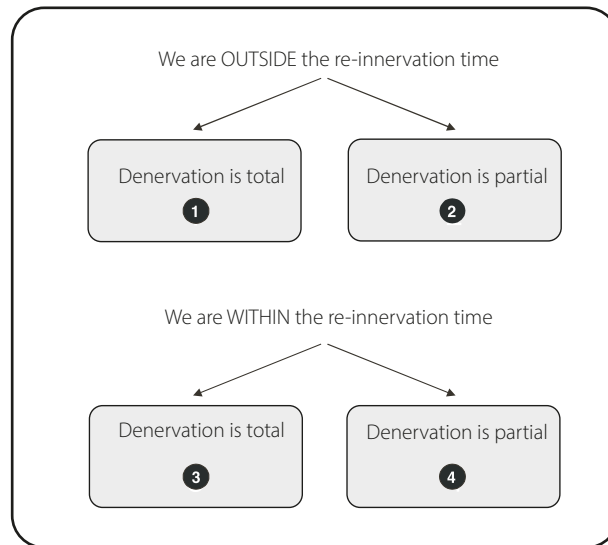 We are OUTSIDE the re-innervation time
Denervation is total
Denervation is partial
1
2
We are WITHIN the re-innervation time
Denervation is total
Denervation is partial
3
4